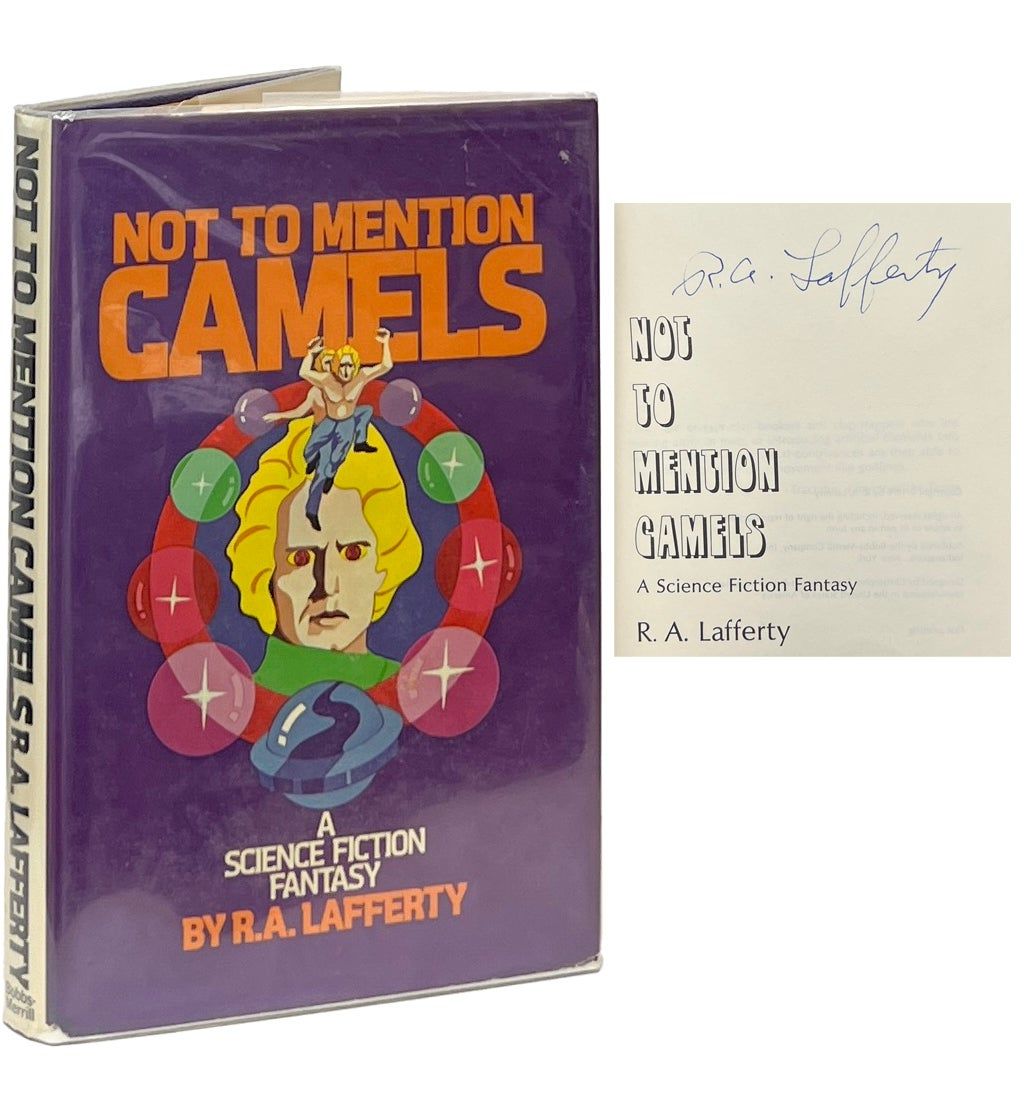 NOT TO MENTION CAMELS R.A. LAFFERTY
Bobbs-
Merrill
NOT TO MENTION
CAMELS
A
SCIENCE FICTION
FANTASY
BY R.A. LAFFERTY
R.A. Lafferty
NOT
TO
MENTION
CAMELS
A Science Fiction Fantasy
R. A. Lafferty